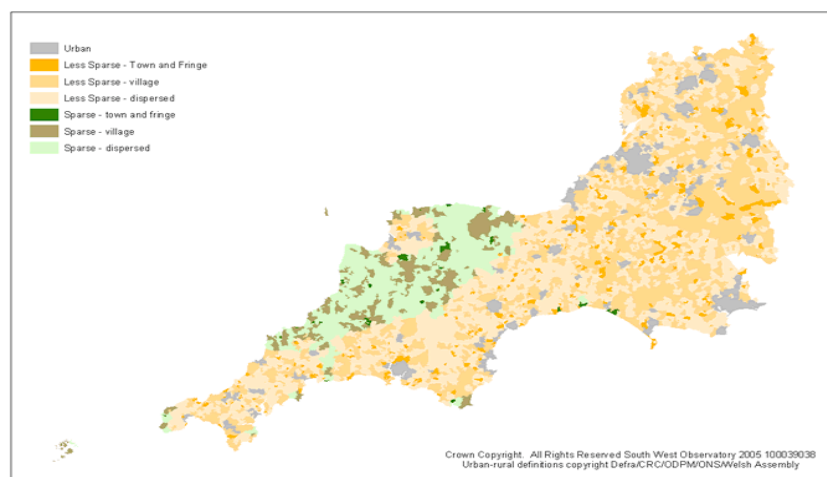 Urban
Less Sparse - Town and Fringe
Less Sparse - village
Less Sparse - dispersed
Sparse - town and fringe
Sparse - village
Sparse - dispersed
Crown Copyright. All Rights Reserved South West Observatory 2005 100039038
Urban-rural definitions copyright Defra/CRC/ODPM/ONS/Welsh Assembly